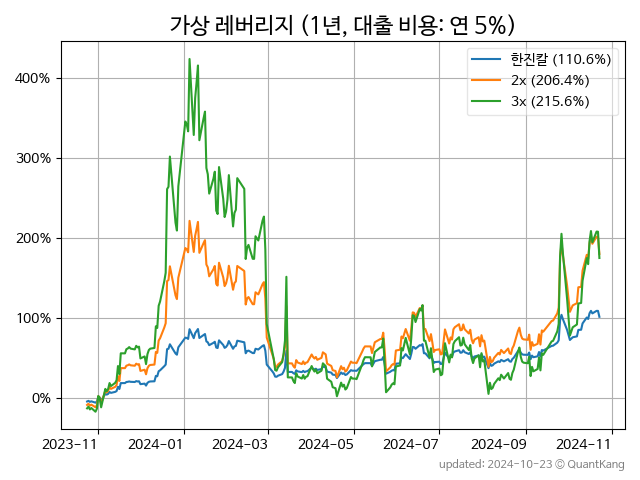 가상 레버리지 (1년, 대출 비용: 연 5%)
한진칼 (110.6%)
2x (206.4%)
3x (215.6%)
400%
300%
200%
100%
0%
2023-11 2024-01 2024-03 2024-05 2024-07 2024-09 2024-11
updated: 2024-10-23 @ QuantKang